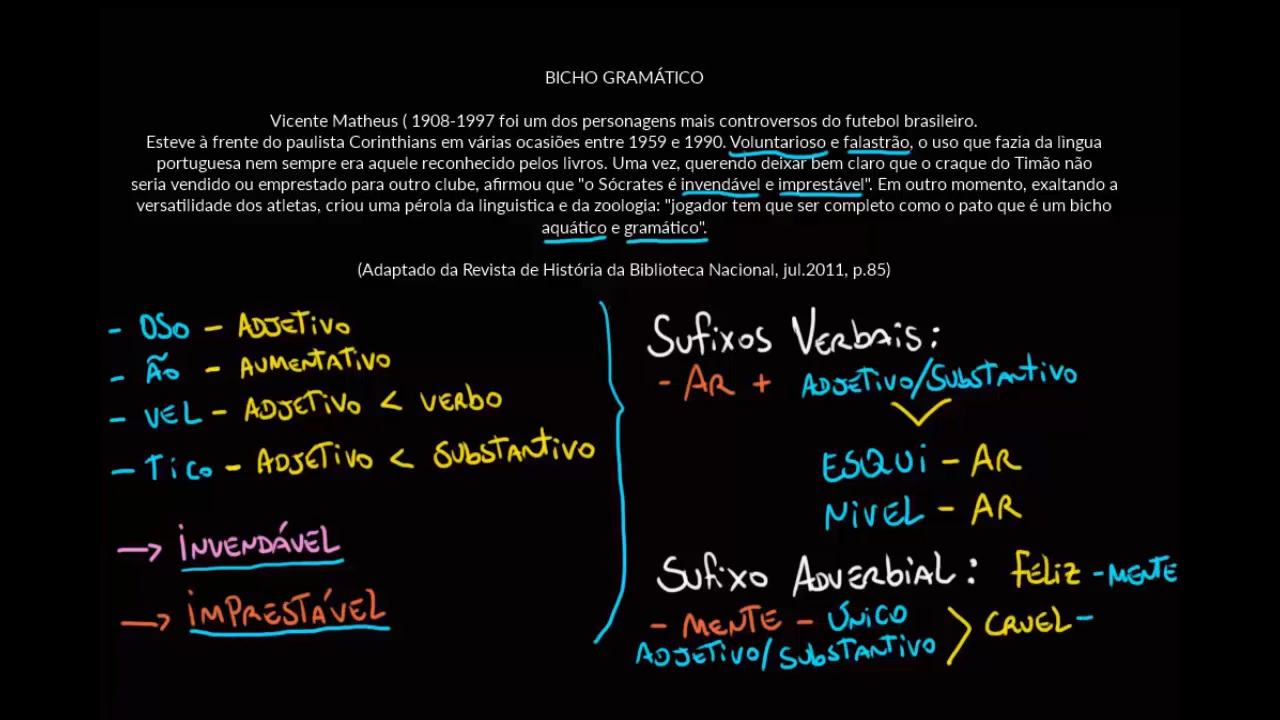 BICHO GRAMÁTICO
Vicente Matheus ( 1908-1997 foi um dos personagens mais controversos do futebol brasileiro.
Esteve à frente do paulista Corinthians em várias ocasiões entre 1959 e 1990. Voluntarioso e falastrão, o uso que fazia da lìngua
portuguesa nem sempre era aquele reconhecido pelos livros. Uma vez, querendo deixar bem claro que o craque do Timão não
seria vendido ou emprestado para outro clube, afirmou que "o Sócrates é invendável e imprestável". Em outro momento, exaltando a
versatilidade dos atletas, criou uma pérola da linguistica e da zoologia: "jogador tem que ser completo como o pato que é um bicho
aquático e gramático".
(Adaptado da Revista de História da Biblioteca Nacional, jul.2011, p.85)
- OSO - ADJETIVO
- ÃO - AUMENTATIVO
- VEL - ADJETIVO < VERBO
- TICO - ADJETIVO < SUBSTANTIVO
→ INVENDÁVEL
→ IMPRESTÁVEL
SUFIXOS VERBAIS:
- AR + ADJETIVO/SUBSTANTIVO
ESQUI - AR
NIVEL - AR
SUFIXO ADVERBIAL: FELIZ - MENTE
- MENTE - ÚNICO
ADJETIVO/SUBSTANTIVO > CRUEL -